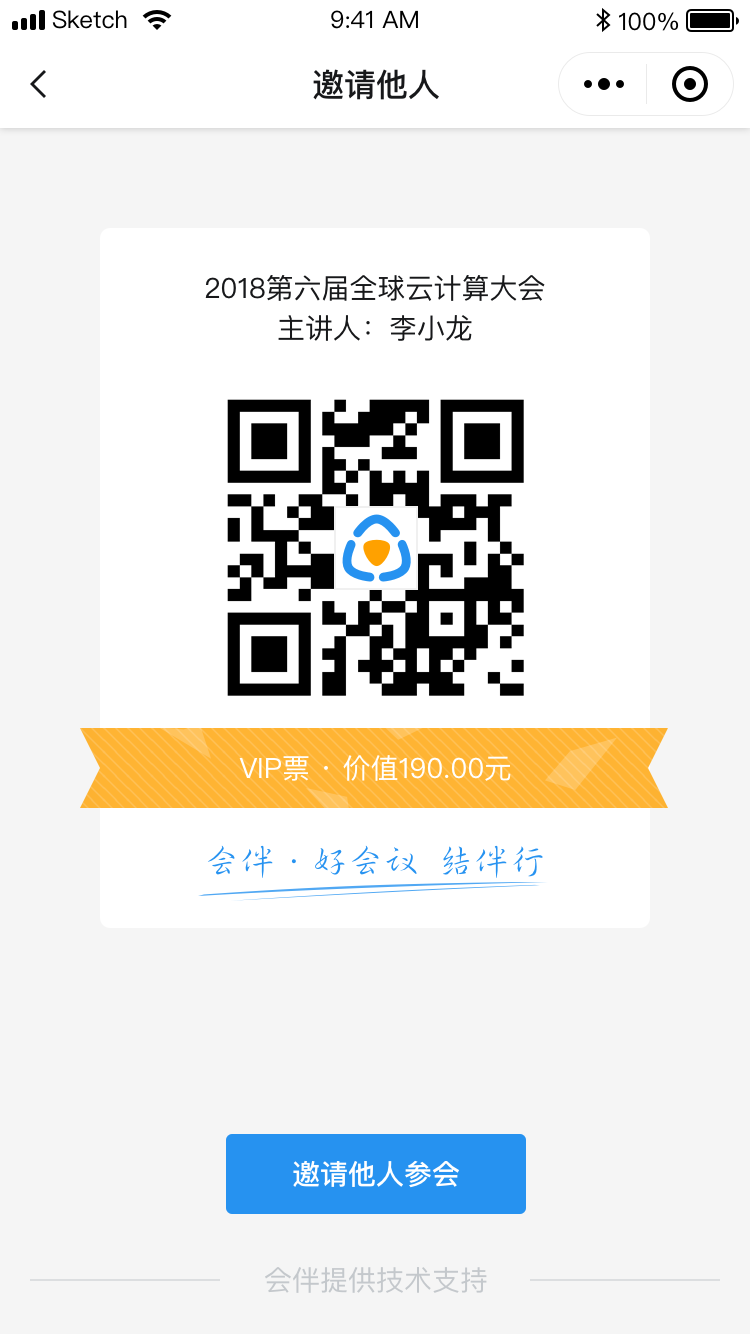 Sketch 9:41 AM 100%
邀请他人
2018第六届全球云计算大会
主讲人：李小龙
VIP票 · 价值190.00元
会伴·好会议 结伴行
邀请他人参会
会伴提供技术支持